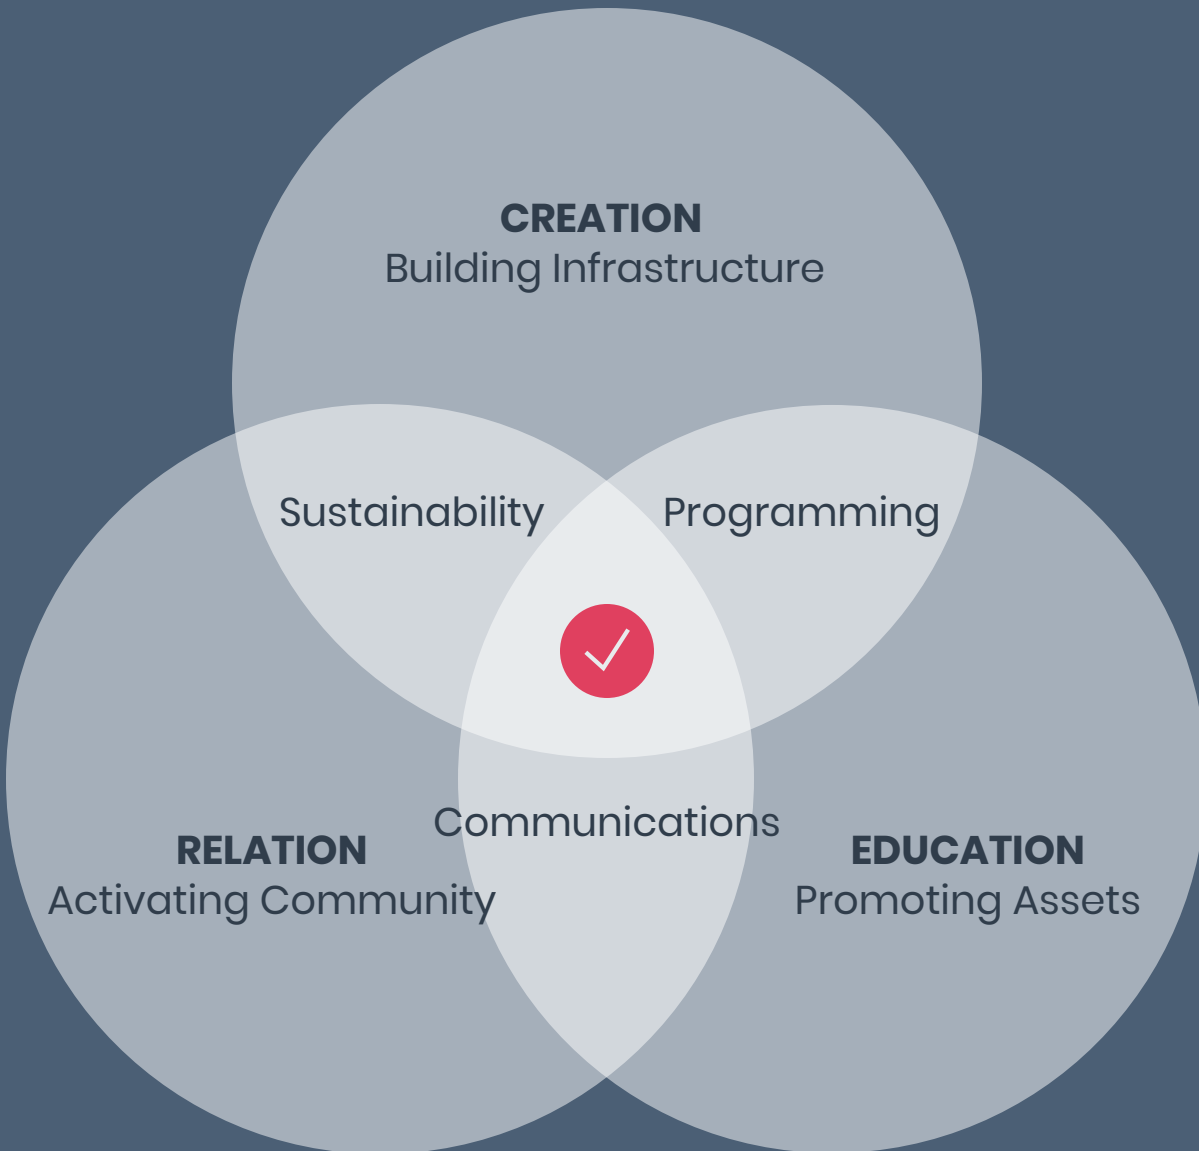 CREATION
Building Infrastructure
Sustainability
Programming
Communications
RELATION
Activating Community
EDUCATION
Promoting Assets